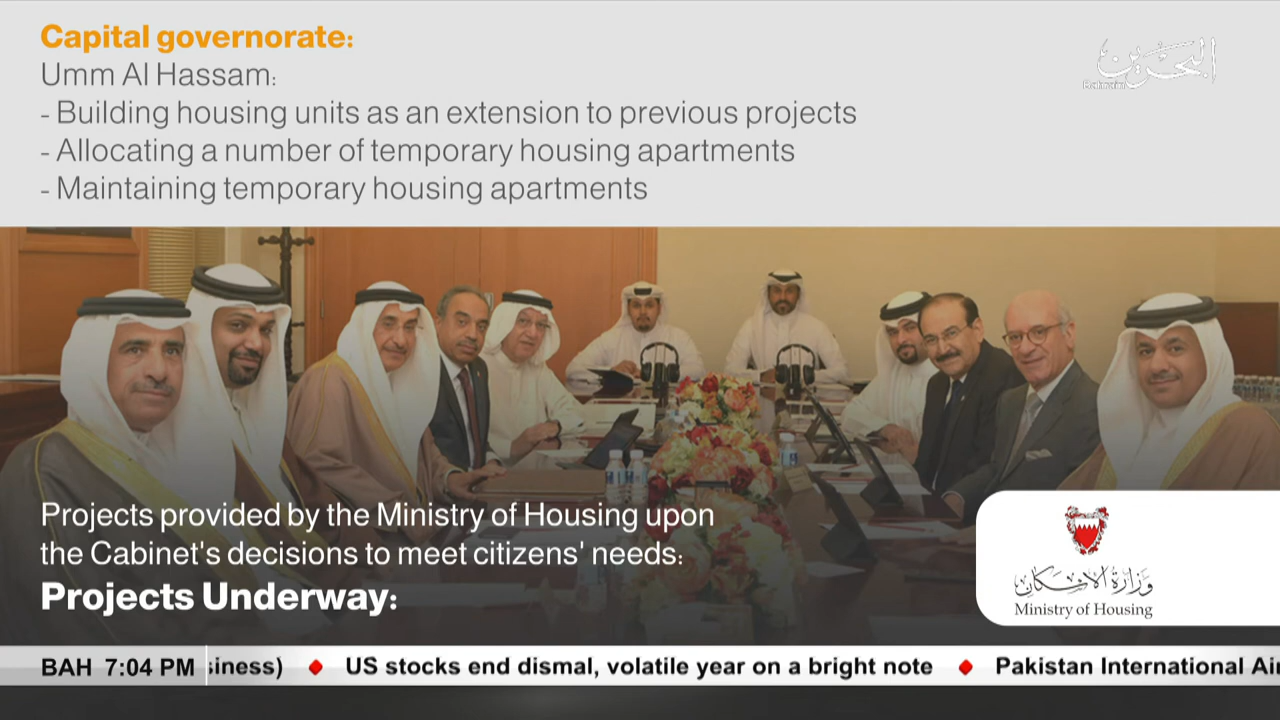 Capital governorate:
Umm Al Hassam:
- Building housing units as an extension to previous projects
- Allocating a number of temporary housing apartments
- Maintaining temporary housing apartments
البحرين
Bahrain
Projects provided by the Ministry of Housing upon
the Cabinet's decisions to meet citizens' needs:
Projects Underway:
وزارة الإسكان
Ministry of Housing
BAH 7:04 PM siness) US stocks end dismal, volatile year on a bright note Pakistan International Air